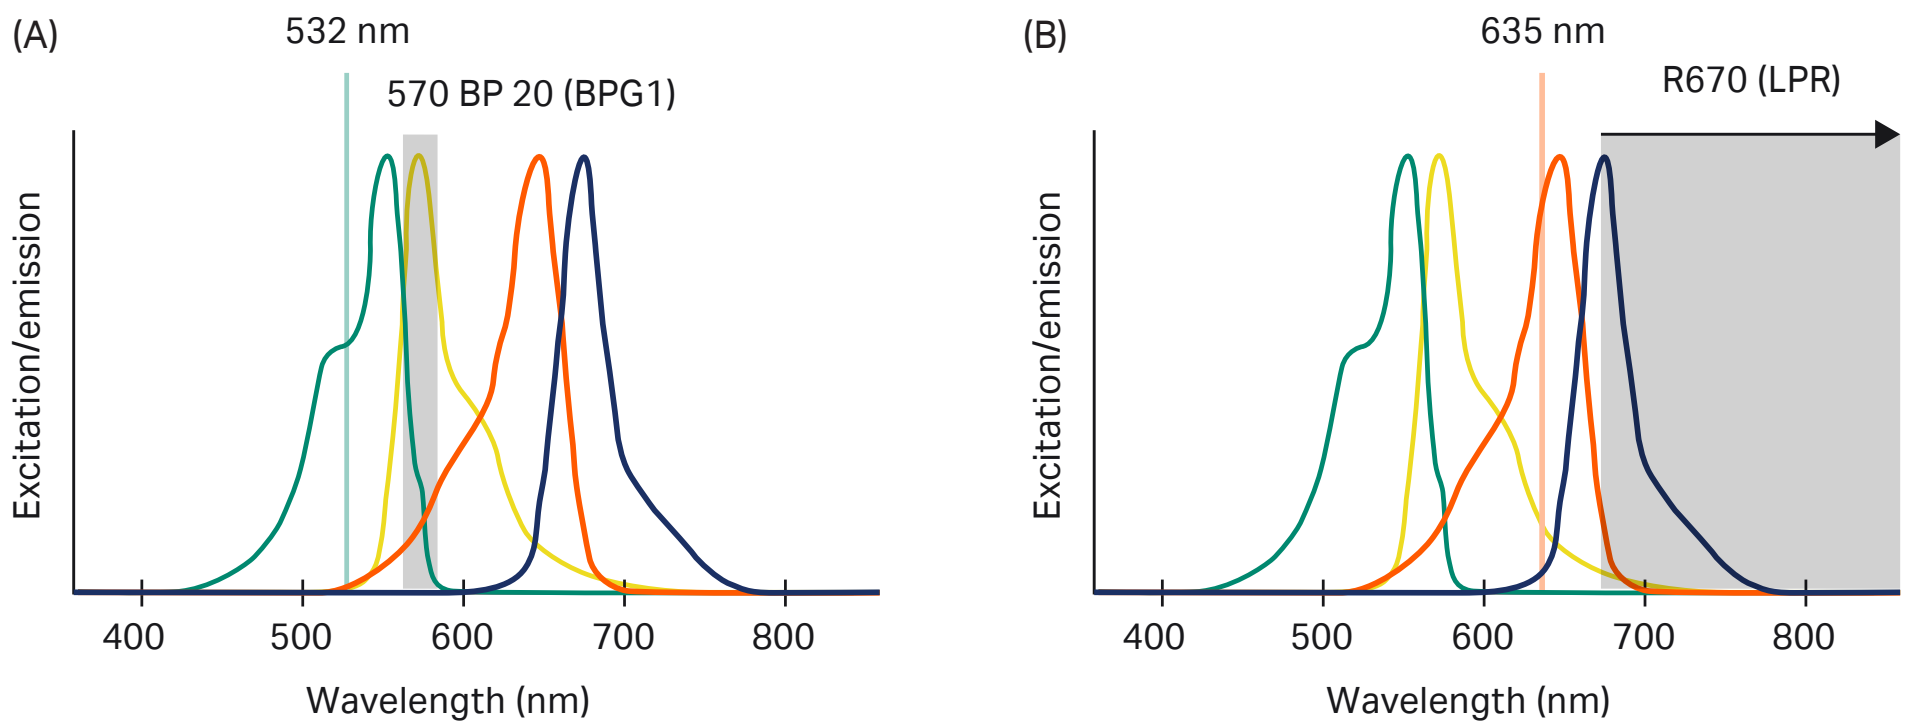 (A)
532 nm
570 BP 20 (BPG1)
Excitation/emission
400 500 600 700 800
Wavelength (nm)
(B)
635 nm
R670 (LPR)
Excitation/emission
400 500 600 700 800
Wavelength (nm)